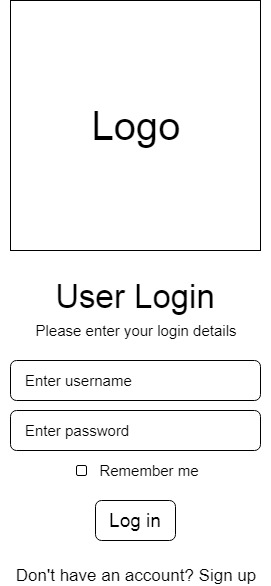 Logo
User Login
Please enter your login details
Enter username
Enter password
Remember me
Log in
Don't have an account? Sign up